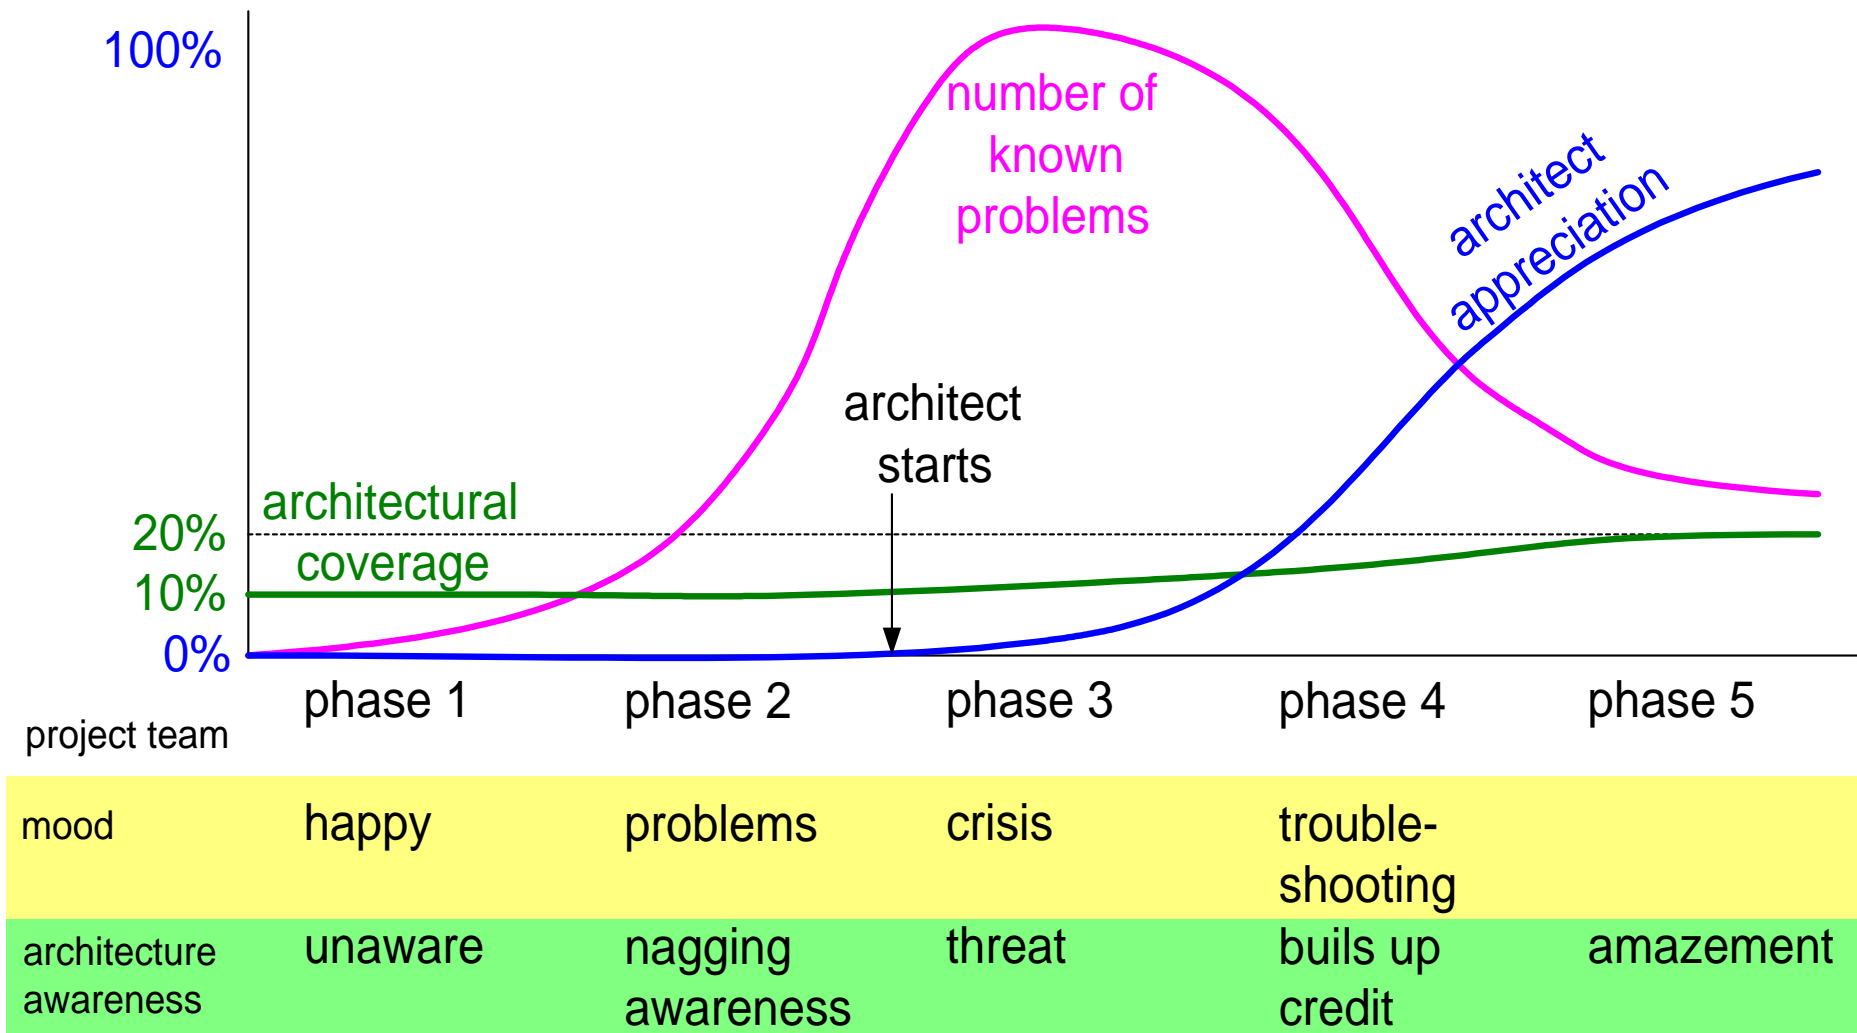 100%
number of
known
problems
architect
appreciation
architect
starts
architectural
coverage
20%
10%
0%
phase 1
phase 2
phase 3
phase 4
phase 5
project team
mood
happy
problems
crisis
trouble-
shooting
architecture
awareness
unaware
nagging
awareness
threat
buils up
credit
amazement